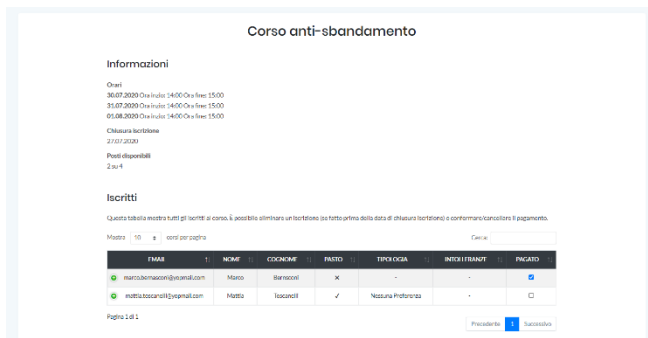 Corso anti-sbandamento
Informazioni
Orari
30.07.2020 Ora inizio: 14:00 Ora fine: 15:00
31.07.2020 Ora inizio: 14:00 Ora fine: 15:00
01.08.2020 Ora inizio: 14:00 Ora fine: 15:00
Chiusura iscrizione
27.07.2020
Posti disponibili
2 su 4
Iscritti
Questa tabella mostra tutti gli iscritti al corso. È possibile eliminare un iscrizione (se fatto prima della data di chiusura iscrizione) e confermare/cancellare il pagamento.
Mostra 10 corsi per pagina Cerca:
EMAIL NOME COGNOME PASTO TIPOLOGIA INTOLLERANZE PAGATO
marco.bernasconi@yopmail.com Marco Bernasconi ✕ - -
mattia.toscanelli@yopmail.com Mattia Toscanelli ✓ Nessuna Preferenza -
Pagina 1 di 1 Precedente 1 Successivo